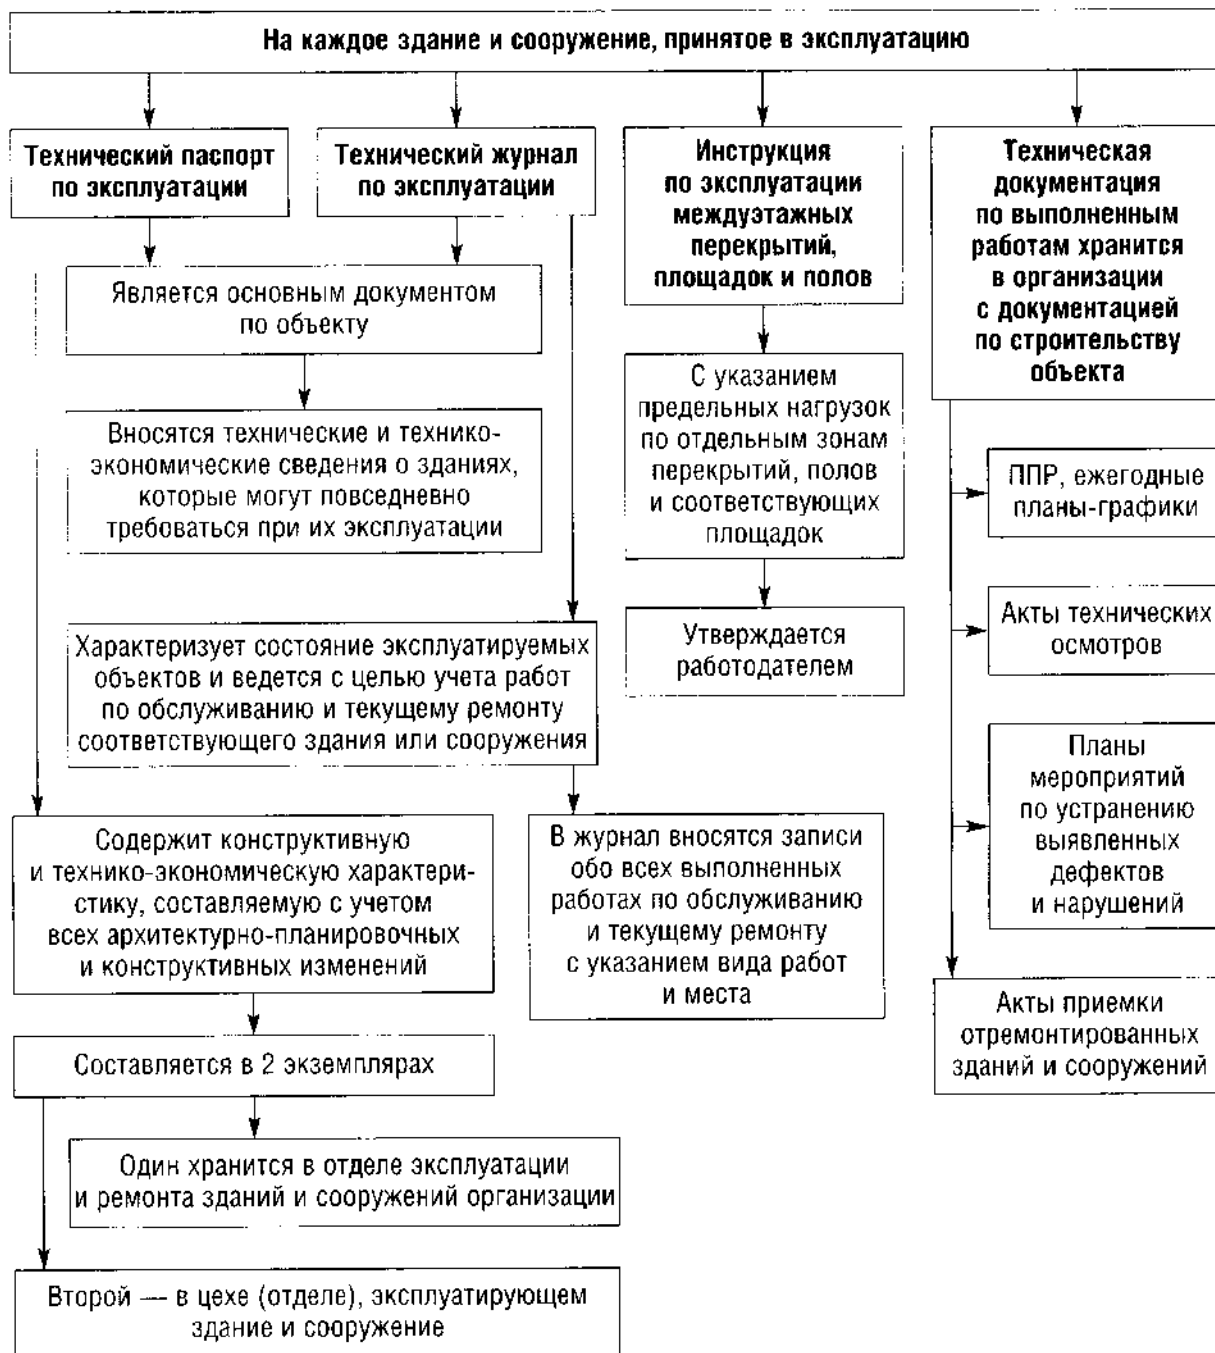 На каждое здание и сооружение, принятое в эксплуатацию
Технический паспорт
по эксплуатации
Технический журнал
по эксплуатации
Инструкция
по эксплуатации
междуэтажных
перекрытий,
площадок и полов
Техническая
документация
по выполненным
работам хранится
в организации
с документацией
по строительству
объекта
Является основным документом
по объекту
Вносятся технические и технико-
экономические сведения о зданиях,
которые могут повседневно
требоваться при их эксплуатации
С указанием
предельных нагрузок
по отдельным зонам
перекрытий, полов
и соответствующих
площадок
Утверждается
работодателем
ППР, ежегодные
планы-графики
Акты технических
осмотров
Планы
мероприятий
по устранению
выявленных
дефектов
и нарушений
Акты приемки
отремонтированных
зданий и сооружений
Характеризует состояние эксплуатируемых
объектов и ведется с целью учета работ
по обслуживанию и текущему ремонту
соответствующего здания или сооружения
Содержит конструктивную
и технико-экономическую характери-
стику, составляемую с учетом
всех архитектурно-планировочных
и конструктивных изменений
В журнал вносятся записи
обо всех выполненных
работах по обслуживанию
и текущему ремонту
с указанием вида работ
и места
Составляется в 2 экземплярах
Один хранится в отделе эксплуатации
и ремонта зданий и сооружений организации
Второй — в цехе (отделе), эксплуатирующем
здание и сооружение